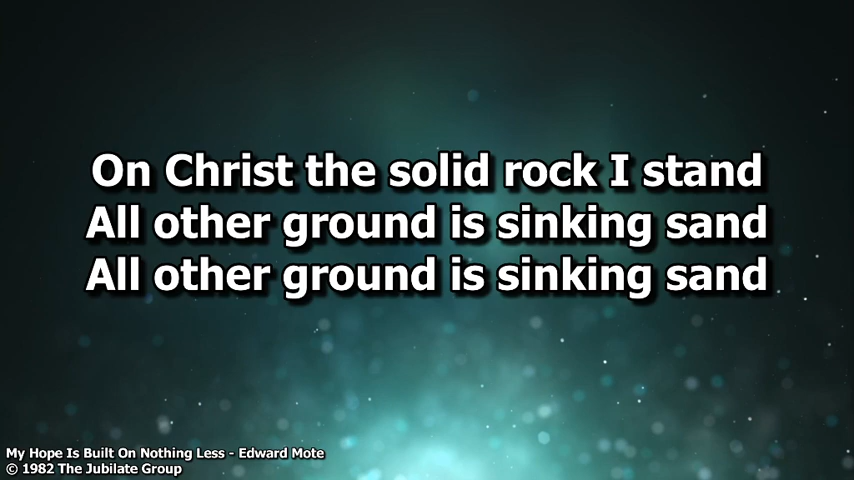 On Christ the solid rock I stand
All other ground is sinking sand
All other ground is sinking sand
My Hope Is Built On Nothing Less - Edward Mote
© 1982 The Jubilate Group